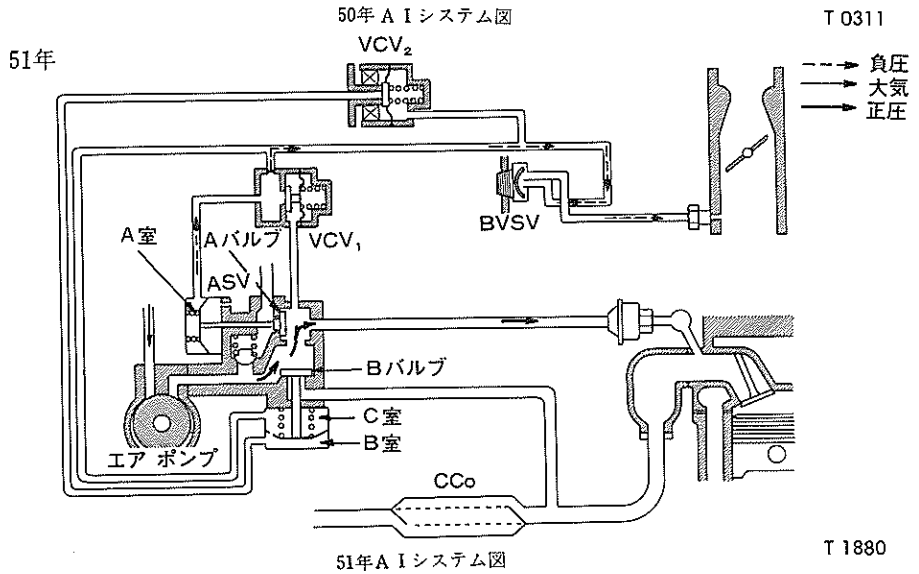 50年AIシステム図
T 0311
51年
VCV₂
負圧
大気
正圧
BVSV
VCV₁
A室
Aバルブ
ASV
Bバルブ
C室
B室
エア ポンプ
CCo
51年AIシステム図
T 1880